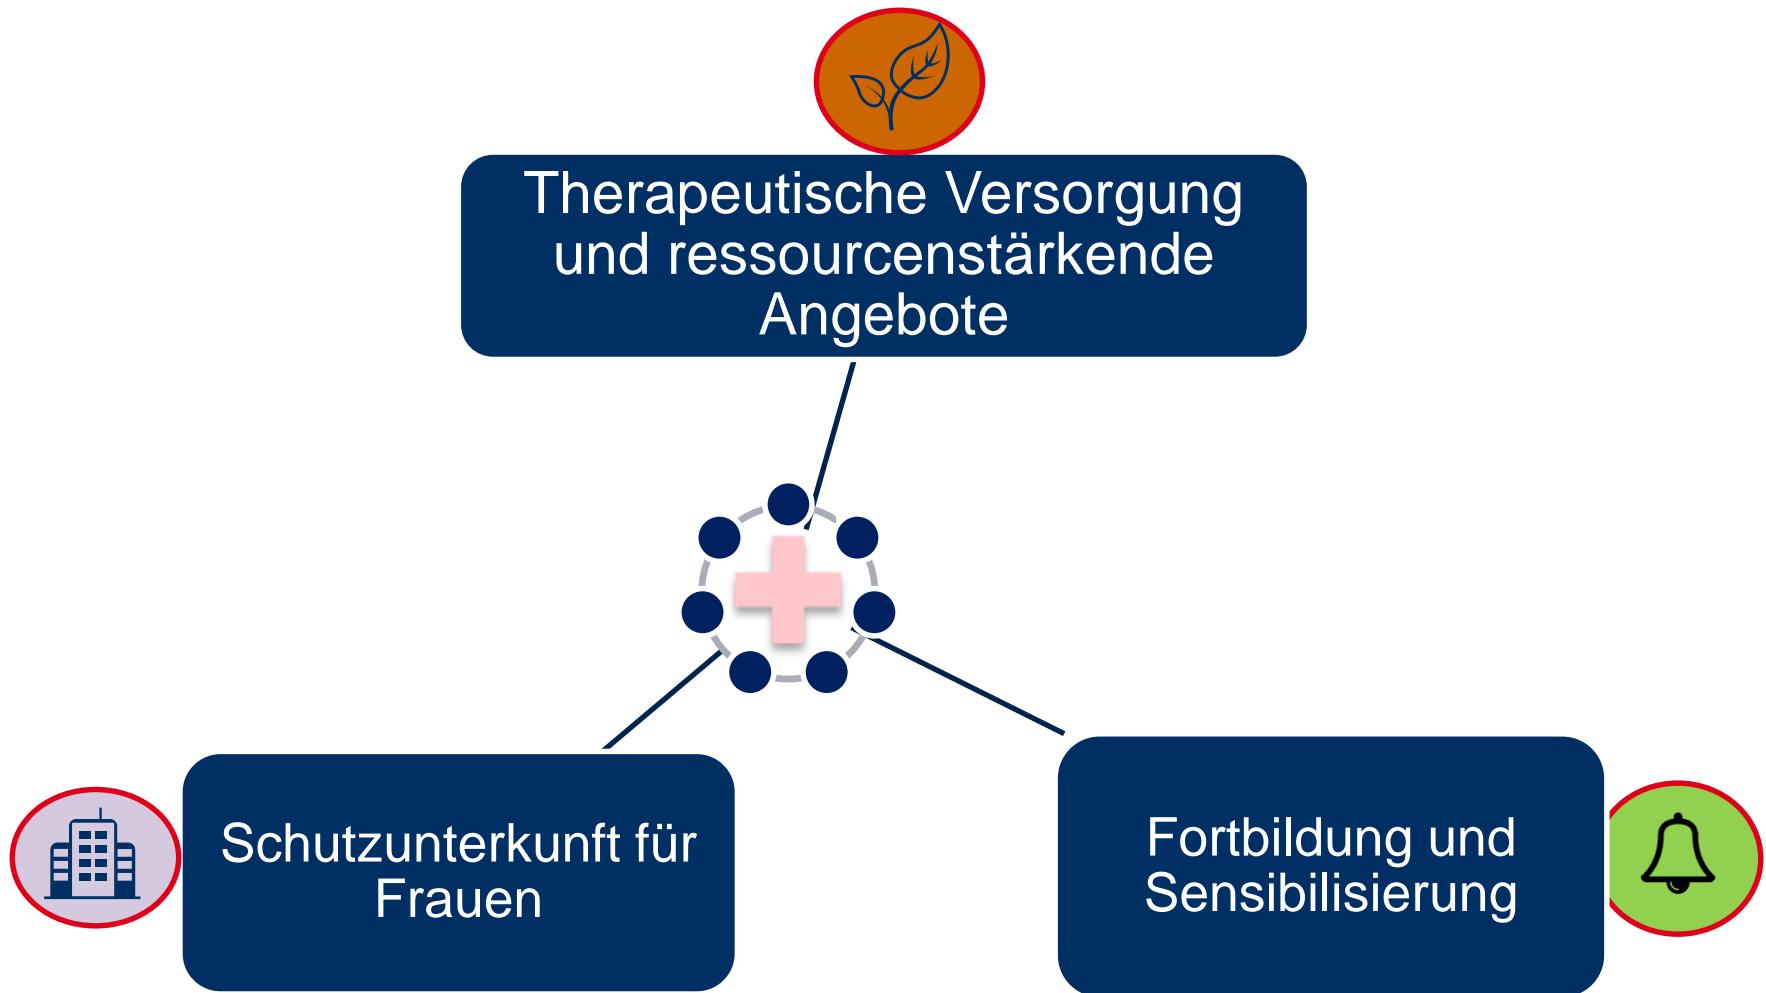 Therapeutische Versorgung
und ressourcenstärkende
Angebote
Schutzunterkunft für
Frauen
Fortbildung und
Sensibilisierung